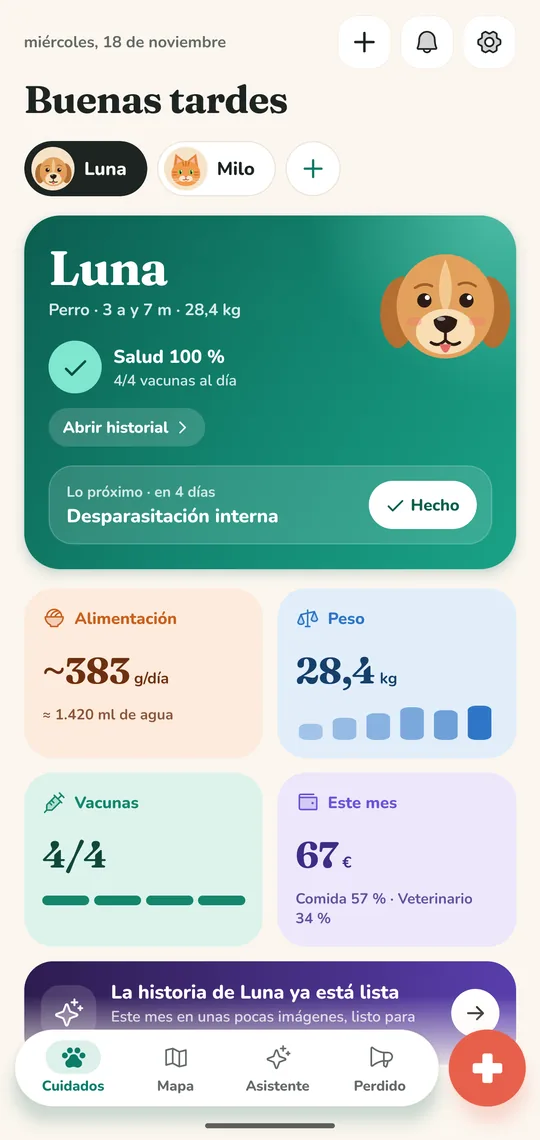 miércoles, 18 de noviembre
Buenas tardes
Luna
Milo
Luna
Perro · 3 a y 7 m · 28,4 kg
Salud 100 %
4/4 vacunas al día
Abrir historial
Lo próximo · en 4 días
Desparasitación interna
Hecho
Alimentación
~383 g/día
≈ 1.420 ml de agua
Peso
28,4 kg
Vacunas
4/4
Este mes
67 €
Comida 57 % · Veterinario
34 %
La historia de Luna ya está lista
Este mes en unas pocas imágenes, listo para
Cuidados
Mapa
Asistente
Perdido